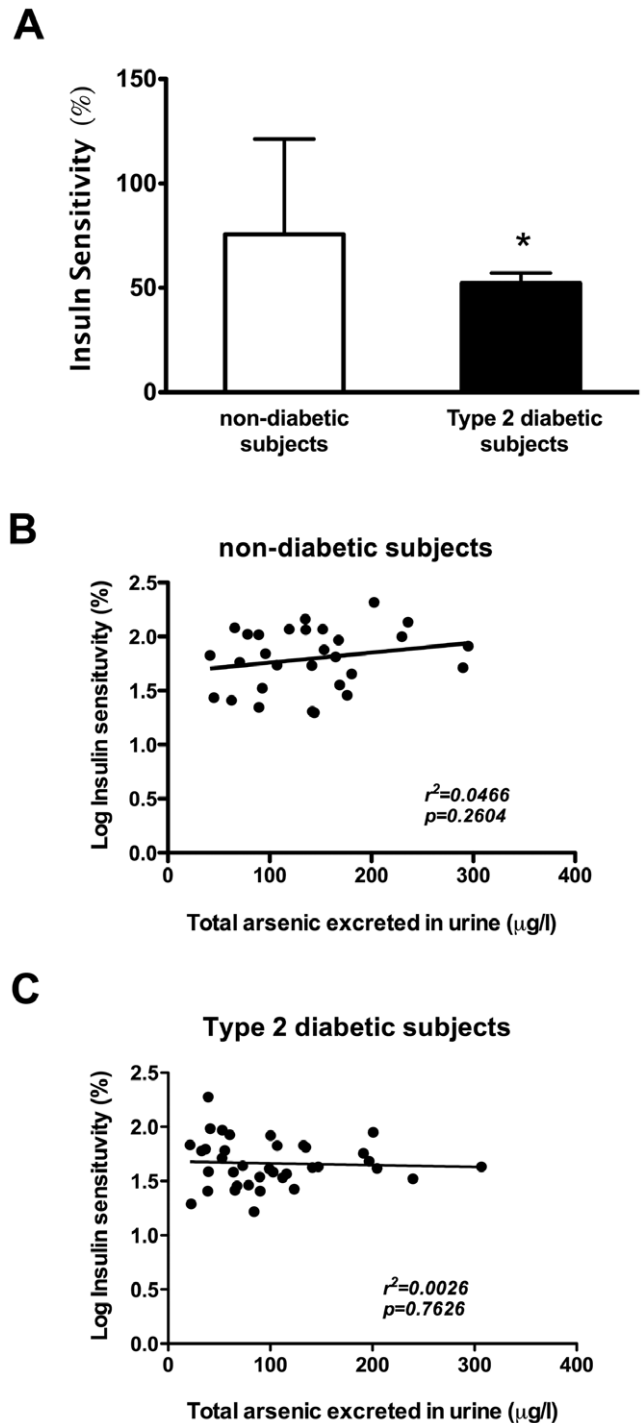 A
Insuln Sensitivity (%)
150
100
50
0
*
non-diabetic
subjects
Type 2 diabetic
subjects
B
non-diabetic subjects
Log Insulin sensituvity (%)
2.5
2.0
1.5
1.0
0.5
0.0
0
100
200
300
400
r²=0.0466
p=0.2604
Total arsenic excreted in urine (μg/l)
C
Type 2 diabetic subjects
Log Insulin sensituvity (%)
2.5
2.0
1.5
1.0
0.5
0.0
0
100
200
300
400
r²=0.0026
p=0.7626
Total arsenic excreted in urine (μg/l)